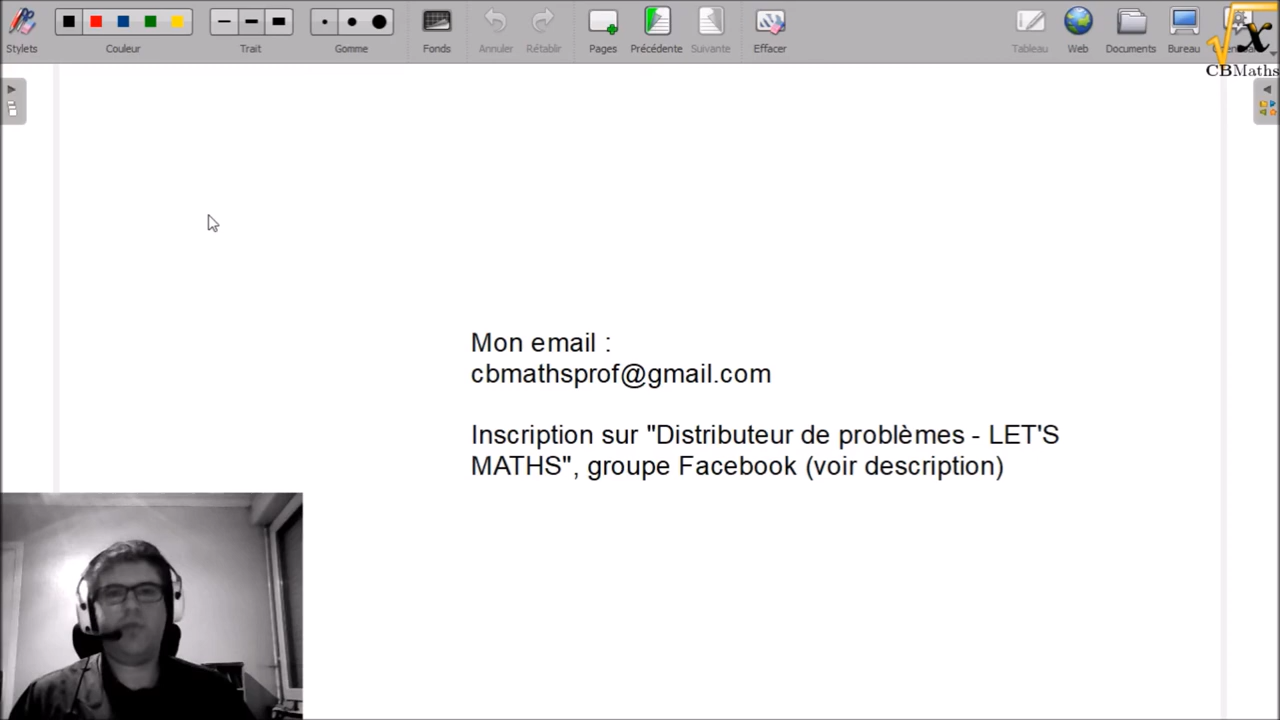 Stylets Couleur Trait Gomme Fonds Annuler Rétablir Pages Précédente Suivante Effacer Tableau Web Documents Bureau
CBMaths
Mon email :
cbmathsprof@gmail.com
Inscription sur "Distributeur de problèmes - LET'S
MATHS", groupe Facebook (voir description)